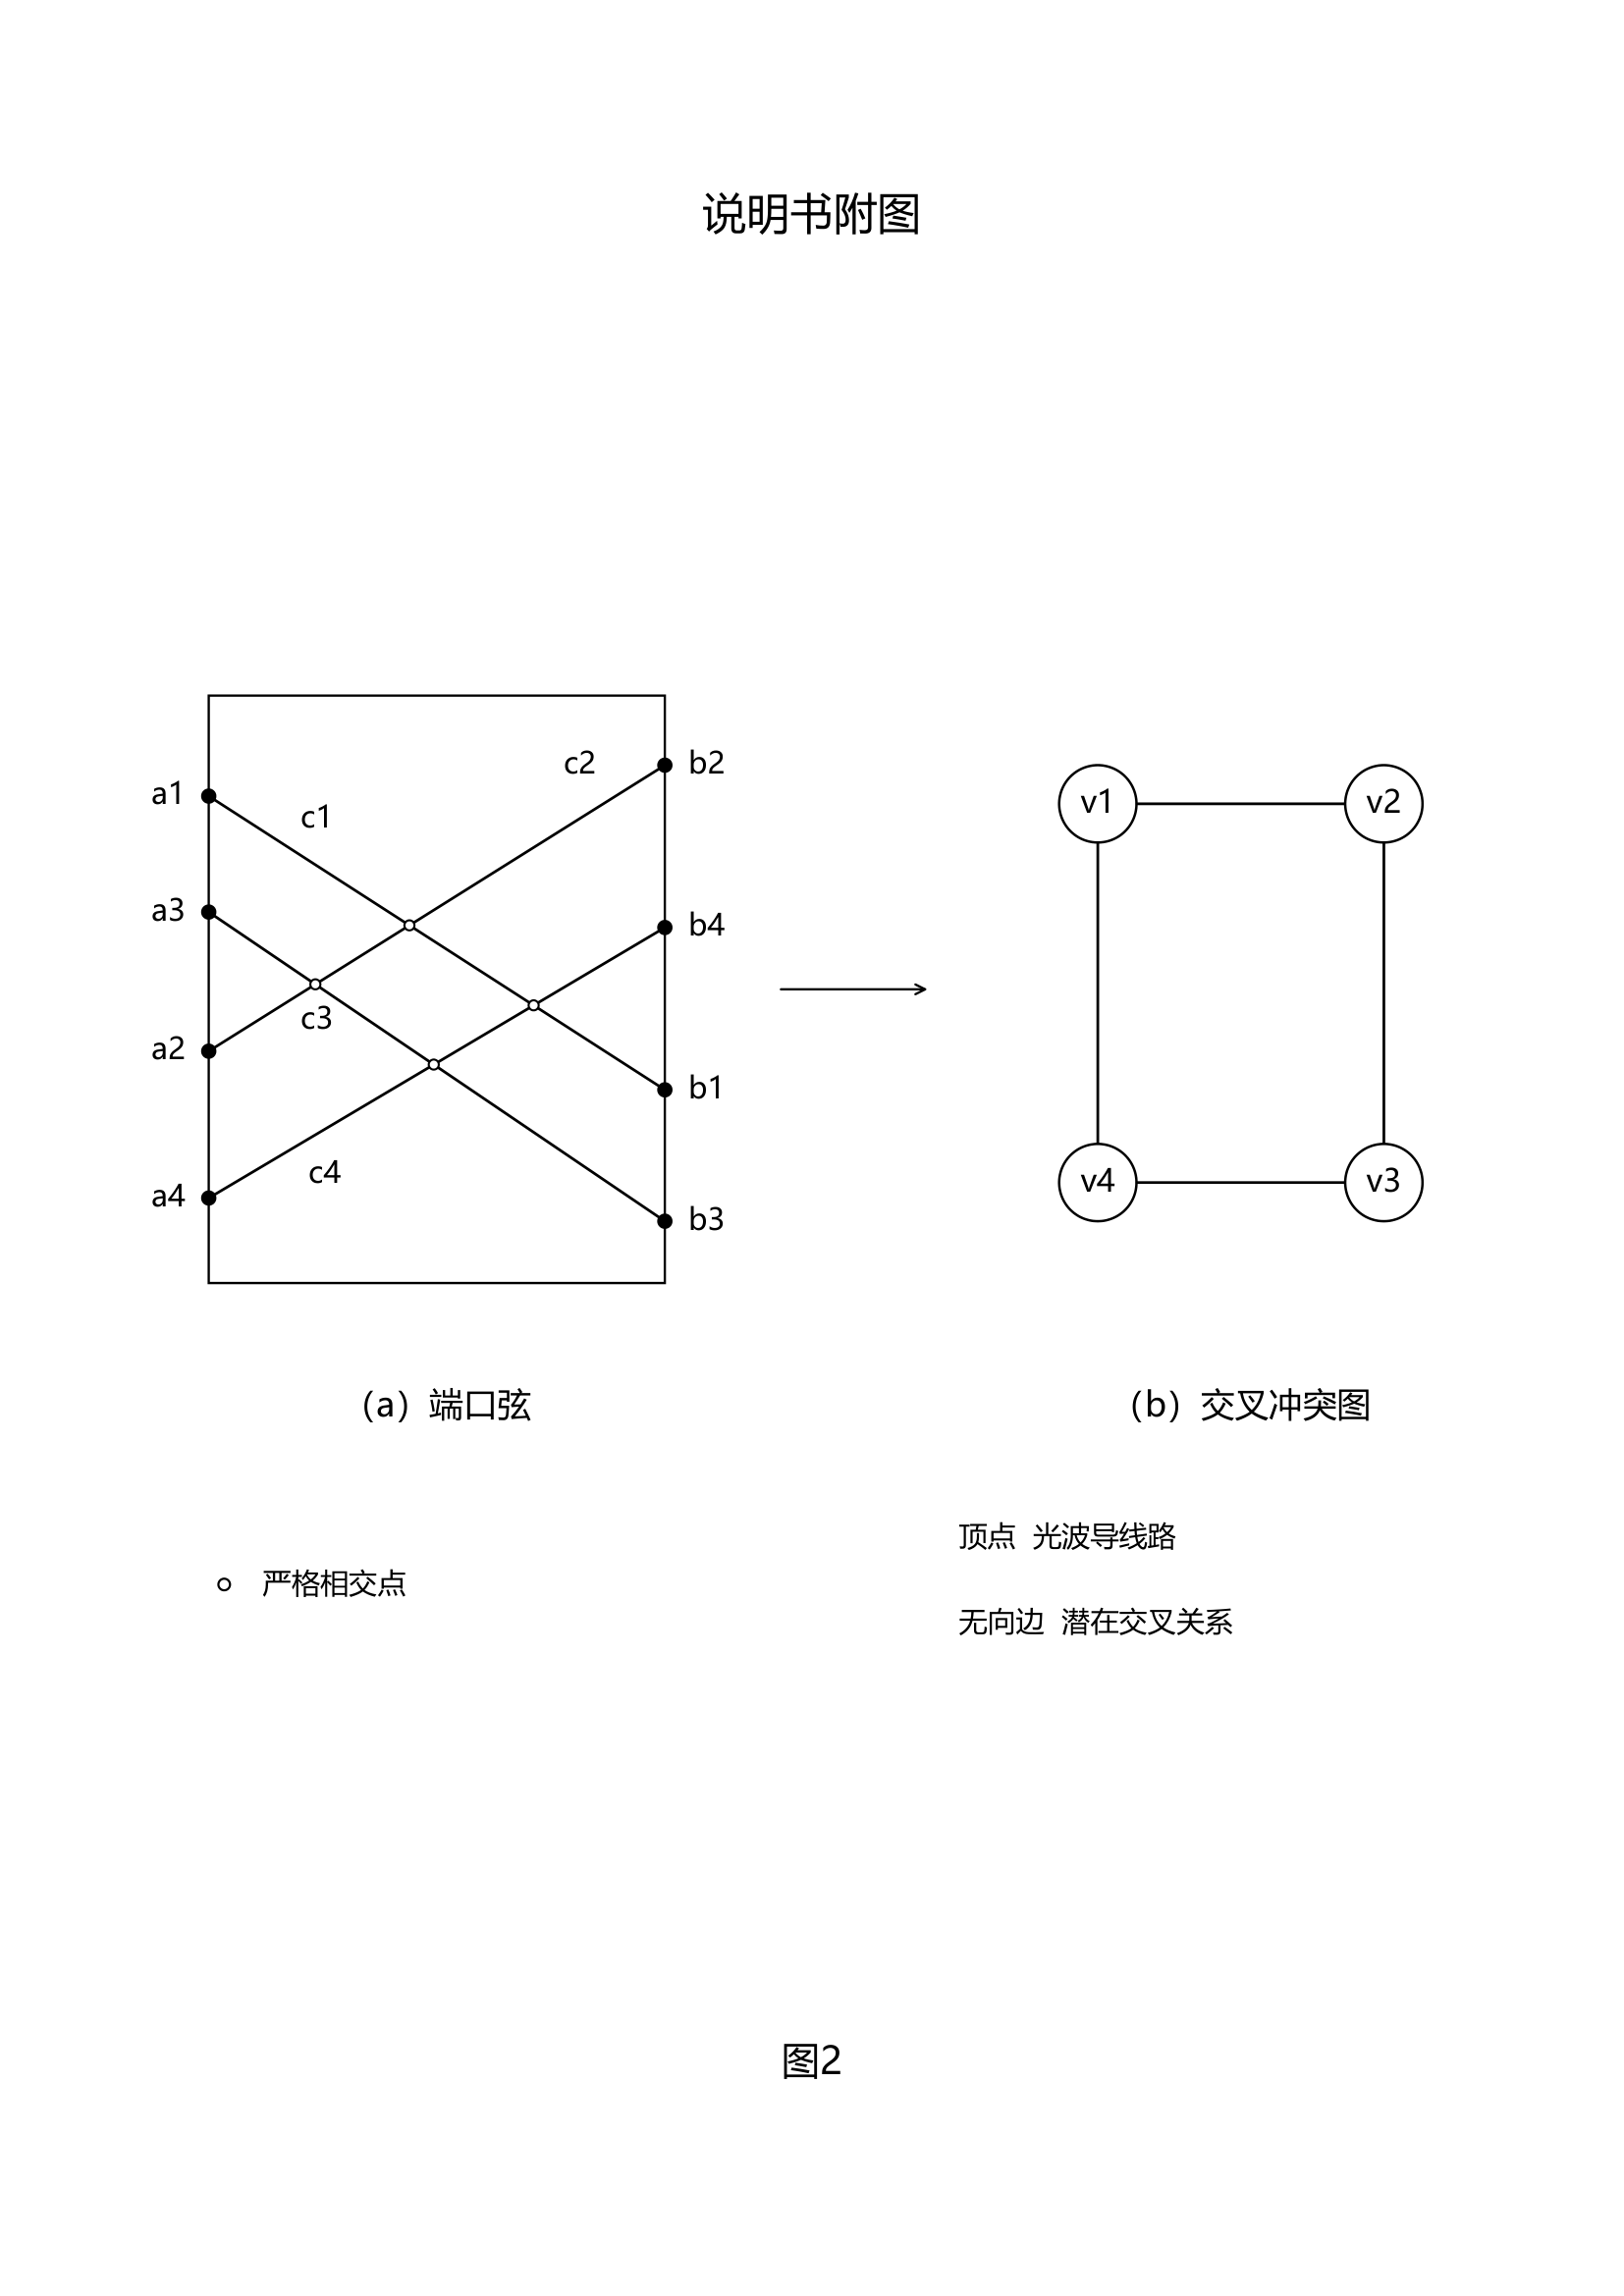 说明书附图
c2
b2
a1
c1
a3
b4
c3
a2
b1
c4
a4
b3
v1
v2
v4
v3
（a）端口弦
（b）交叉冲突图
严格相交点
顶点 光波导线路
无向边 潜在交叉关系
图2